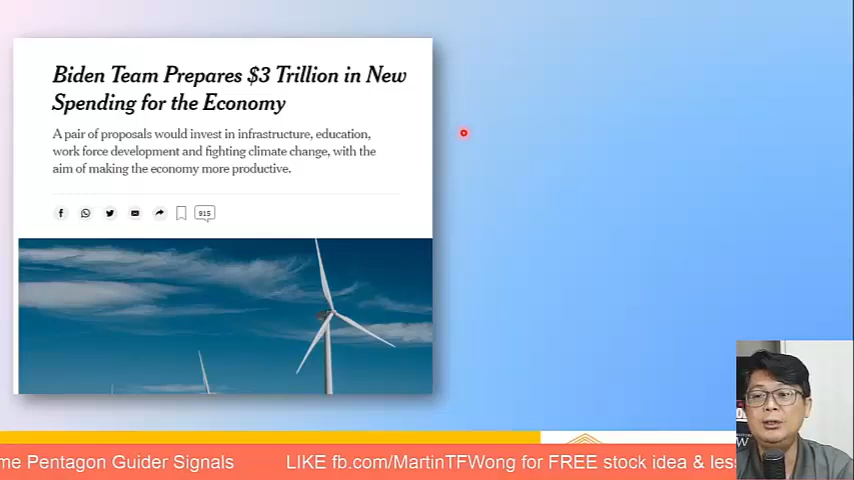 Biden Team Prepares $3 Trillion in New
Spending for the Economy
A pair of proposals would invest in infrastructure, education,
work force development and fighting climate change, with the
aim of making the economy more productive.
915
me Pentagon Guider Signals LIKE fb.com/MartinTFWong for FREE stock idea & les